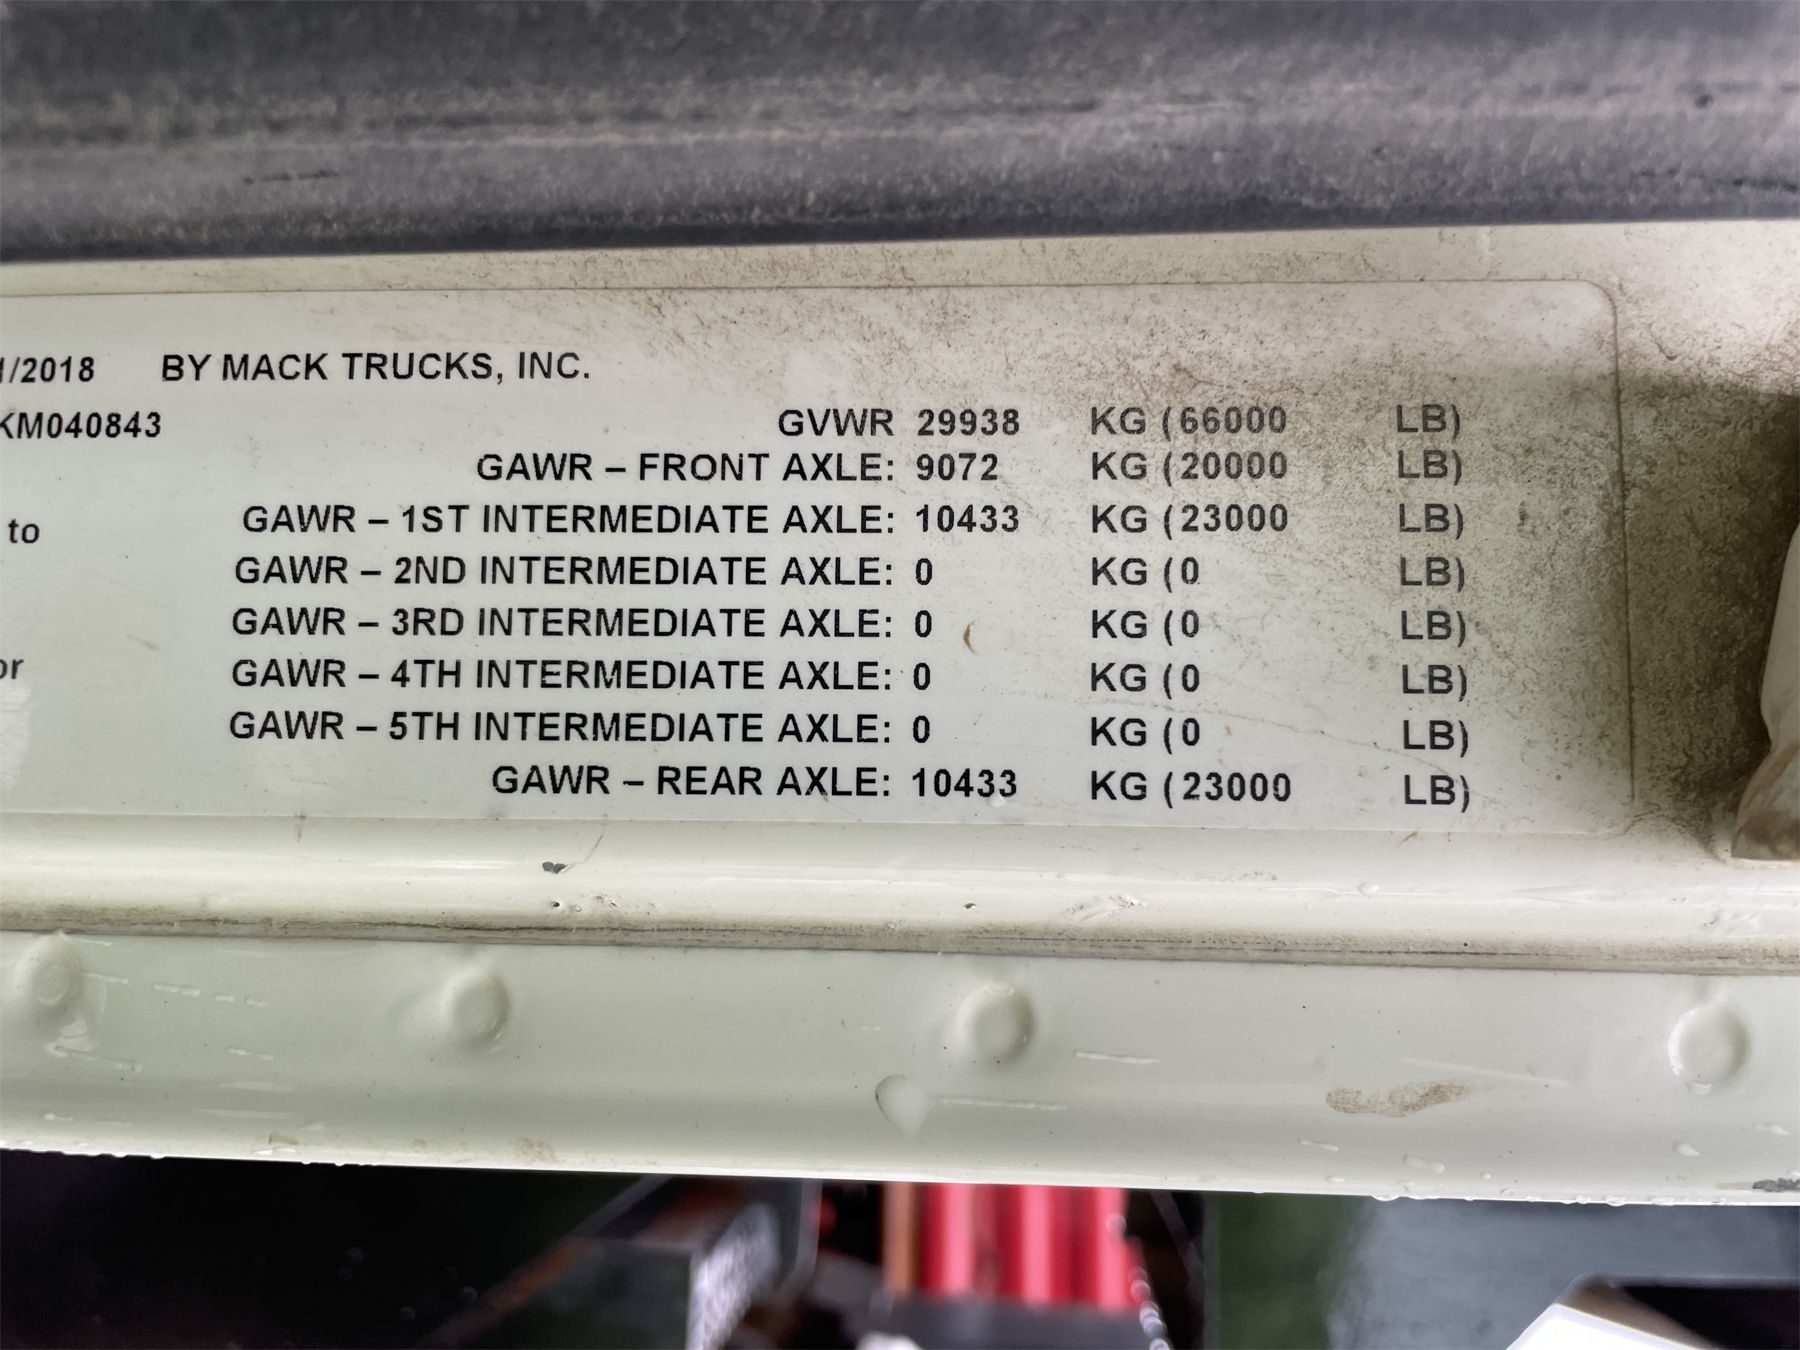 1/2018 BY MACK TRUCKS, INC.
KM040843 GVWR 29938 KG (66000 LB)
GAWR – FRONT AXLE: 9072 KG (20000 LB)
to GAWR – 1ST INTERMEDIATE AXLE: 10433 KG (23000 LB)
GAWR – 2ND INTERMEDIATE AXLE: 0 KG (0 LB)
GAWR – 3RD INTERMEDIATE AXLE: 0 KG (0 LB)
or GAWR – 4TH INTERMEDIATE AXLE: 0 KG (0 LB)
GAWR – 5TH INTERMEDIATE AXLE: 0 KG (0 LB)
GAWR – REAR AXLE: 10433 KG (23000 LB)